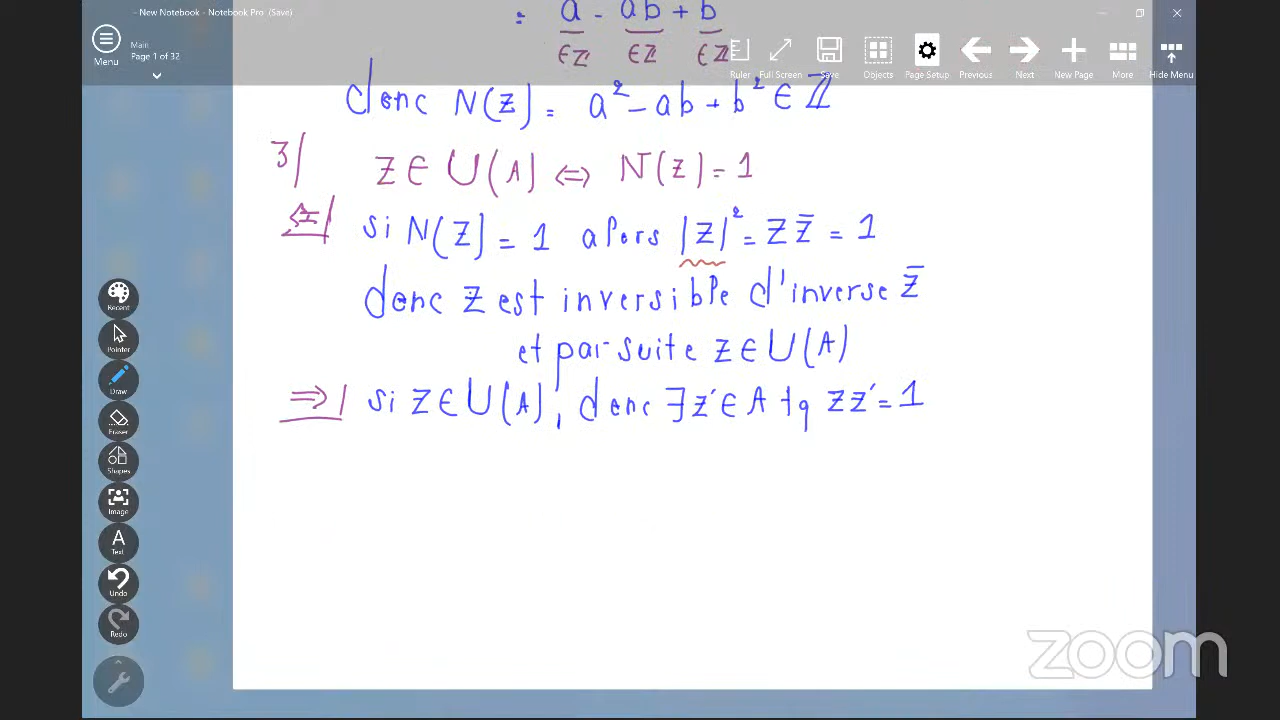 - New Notebook - Notebook Pro (Save)
Menu
Main
Page 1 of 32
Ruler
Full Screen
Save
Objects
Page Setup
Previous
Next
New Page
More
Hide Menu
= a - ab + b
∈Z ∈Z ∈Z
donc N(z) = a² - ab + b² ∈ Z
3/ z ∈ U(A) ⇔ N(z) = 1
⇐/ si N(z) = 1 alors |z|² = z z̄ = 1
donc z est inversible d'inverse z̄
et par suite z ∈ U(A)
⇒/ si z ∈ U(A), donc ∃z' ∈ A tq zz' = 1
Recent
Pointer
Draw
Eraser
Shapes
Image
A
Text
Undo
Redo
zoom